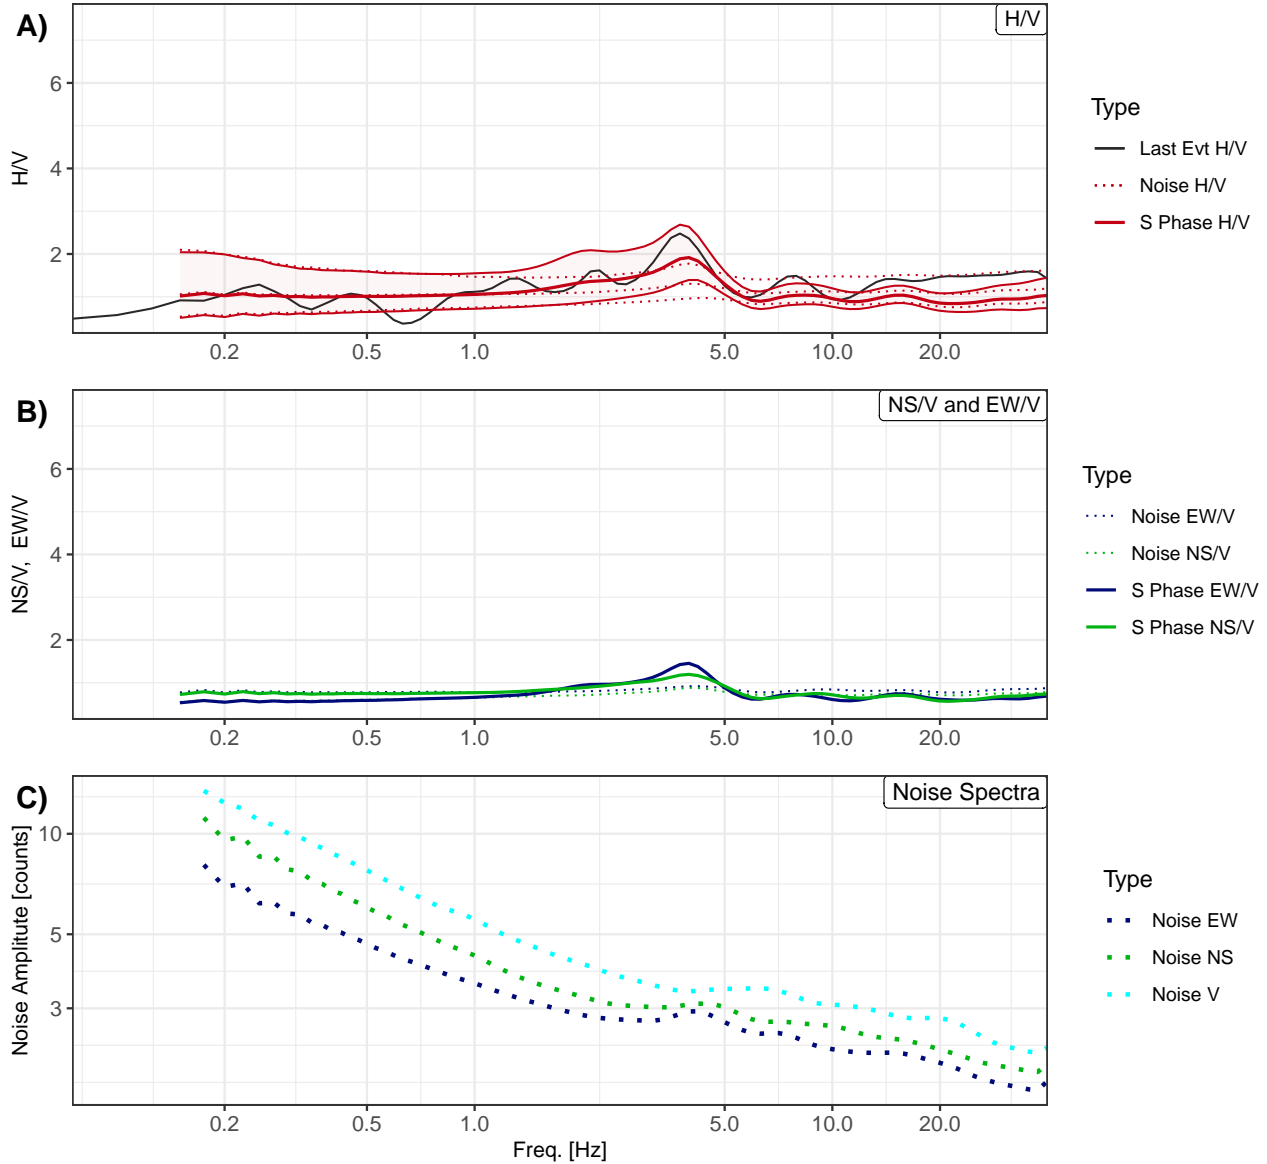 A)
H/V
6
4
2
H/V
0.2 0.5 1.0 5.0 10.0 20.0
Type
Last Evt H/V
Noise H/V
S Phase H/V
B)
NS/V and EW/V
6
4
2
NS/V, EW/V
0.2 0.5 1.0 5.0 10.0 20.0
Type
Noise EW/V
Noise NS/V
S Phase EW/V
S Phase NS/V
C)
Noise Spectra
10
5
3
Noise Amplitude [counts]
0.2 0.5 1.0 5.0 10.0 20.0
Freq. [Hz]
Type
Noise EW
Noise NS
Noise V